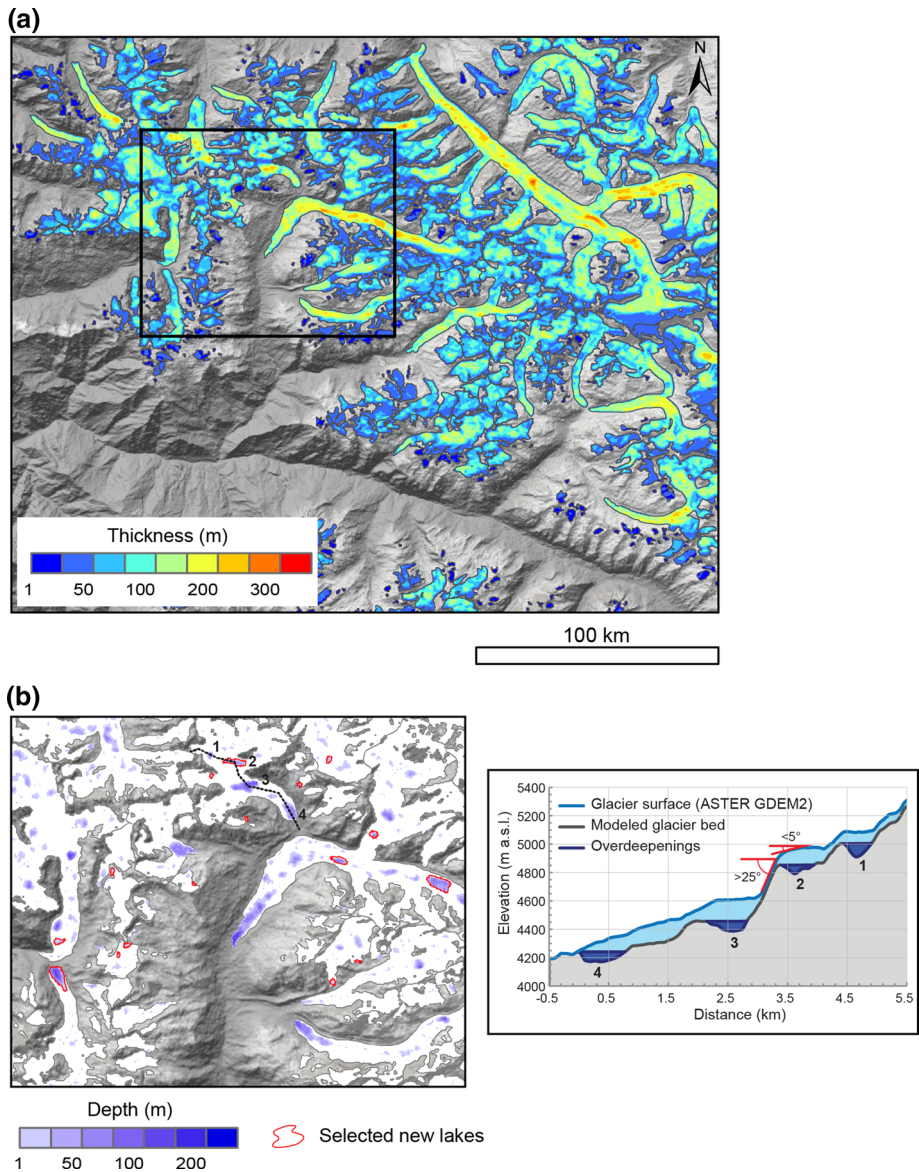 (a)
N
Thickness (m)
1 50 100 200 300
100 km
(b)
1
2
3
4
Depth (m)
1 50 100 200
Selected new lakes
5400
5200
5000
4800
4600
4400
4200
4000
Elevation (m a.s.l.)
Glacier surface (ASTER GDEM2)
Modeled glacier bed
Overdeepenings
<5°
>25°
1
2
3
4
-0.5 0.5 1.5 2.5 3.5 4.5 5.5
Distance (km)